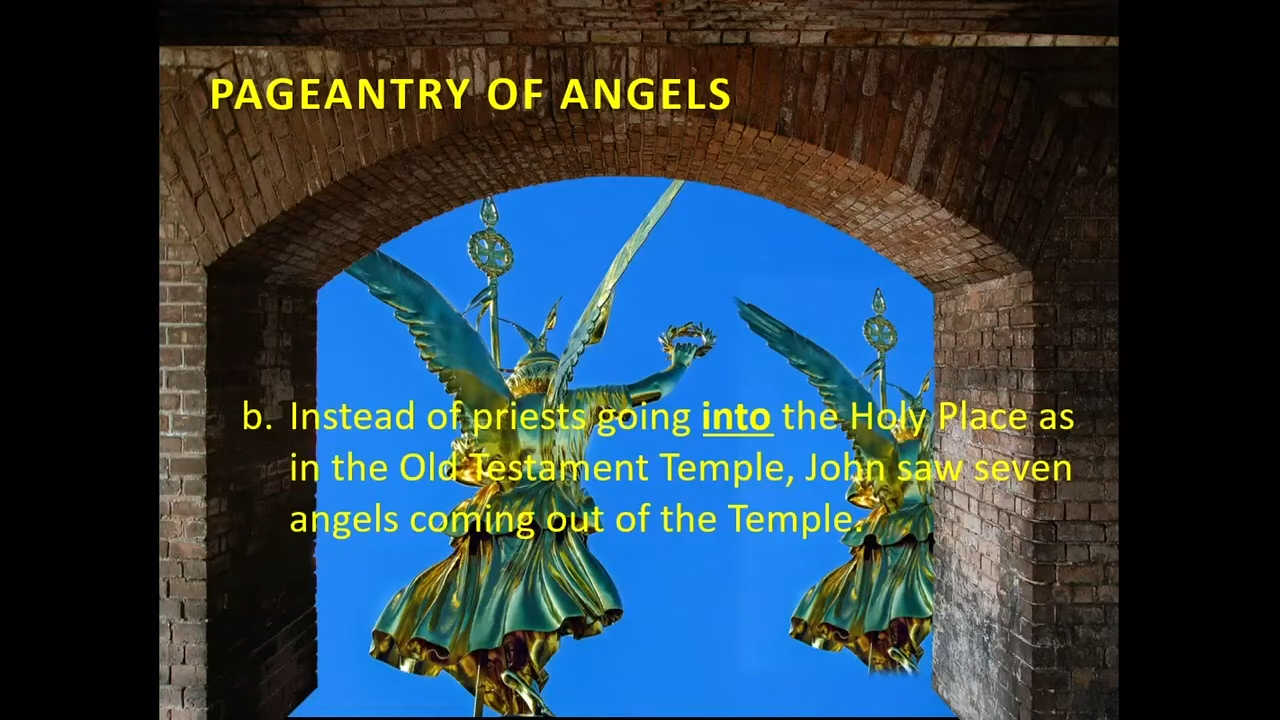 PAGEANTRY OF ANGELS
b. Instead of priests going into the Holy Place as
in the Old Testament Temple, John saw seven
angels coming out of the Temple.